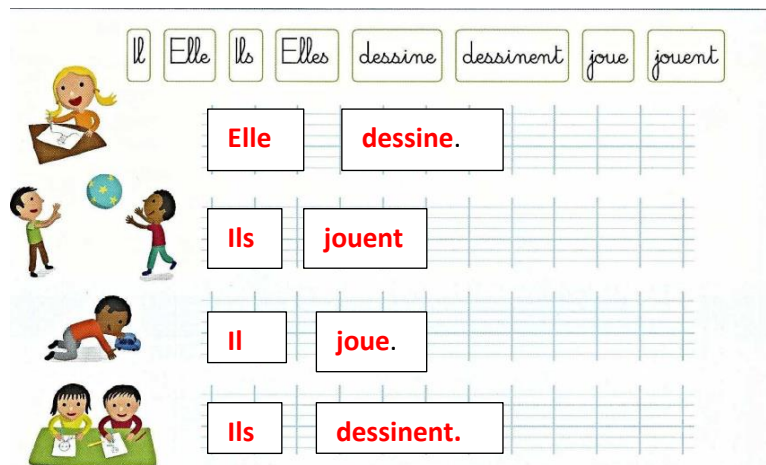 Il Elle Ils Elles dessine dessinent joue jouent
Elle dessine.
Ils jouent
Il joue.
Ils dessinent.